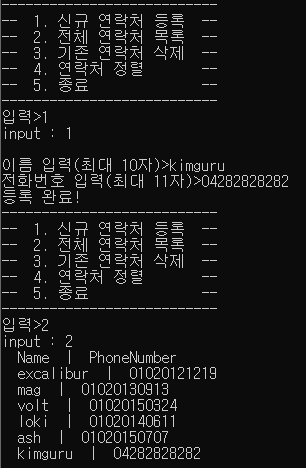 ---------------------------
--  1. 신규 연락처 등록  --
--  2. 전체 연락처 목록  --
--  3. 기존 연락처 삭제  --
--  4. 연락처 정렬       --
--  5. 종료              --
---------------------------
입력>1
input : 1
이름 입력(최대 10자)>kimguru
전화번호 입력(최대 11자)>04282828282
등록 완료!
---------------------------
--  1. 신규 연락처 등록  --
--  2. 전체 연락처 목록  --
--  3. 기존 연락처 삭제  --
--  4. 연락처 정렬       --
--  5. 종료              --
---------------------------
입력>2
input : 2
  Name  |  PhoneNumber
  excalibur  |  01020121219
  mag  |  01020130913
  volt  |  01020150324
  loki  |  01020140611
  ash  |  01020150707
  kimguru  |  04282828282